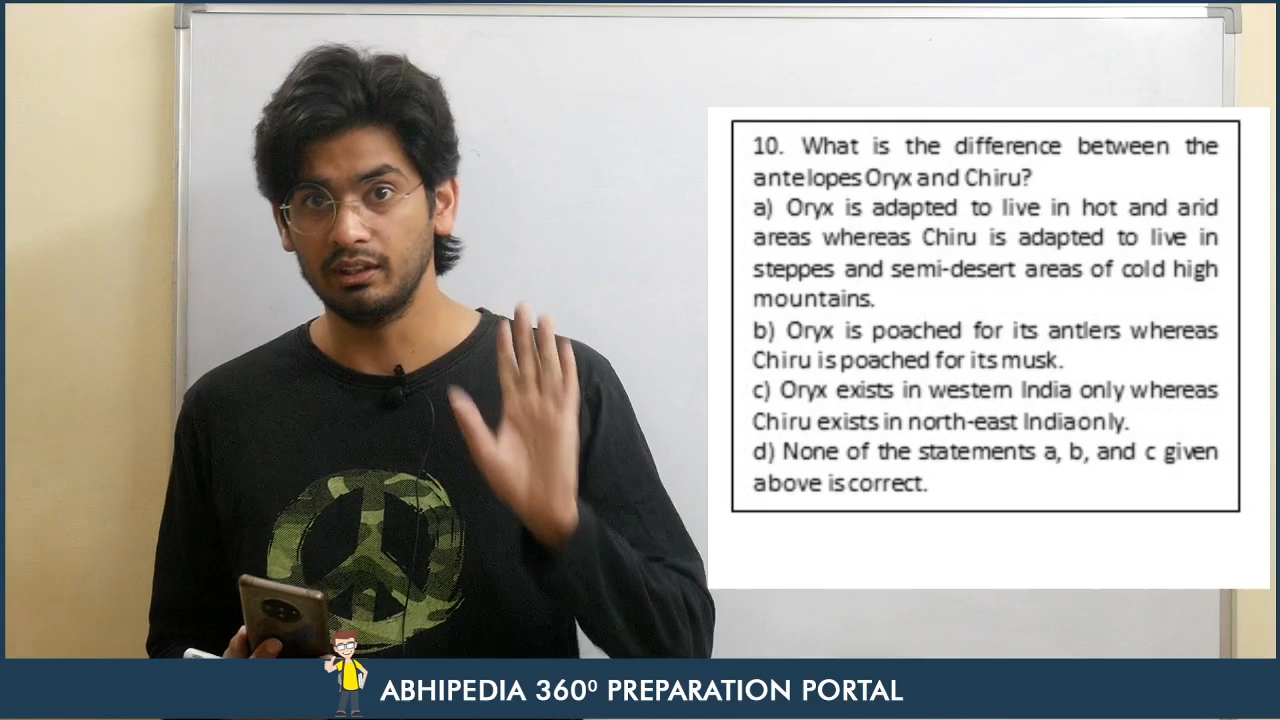 10. What is the difference between the
antelopes Oryx and Chiru?
a) Oryx is adapted to live in hot and arid
areas whereas Chiru is adapted to live in
steppes and semi-desert areas of cold high
mountains.
b) Oryx is poached for its antlers whereas
Chiru is poached for its musk.
c) Oryx exists in western India only whereas
Chiru exists in north-east India only.
d) None of the statements a, b, and c given
above is correct.
ABHIPEDIA 360⁰ PREPARATION PORTAL